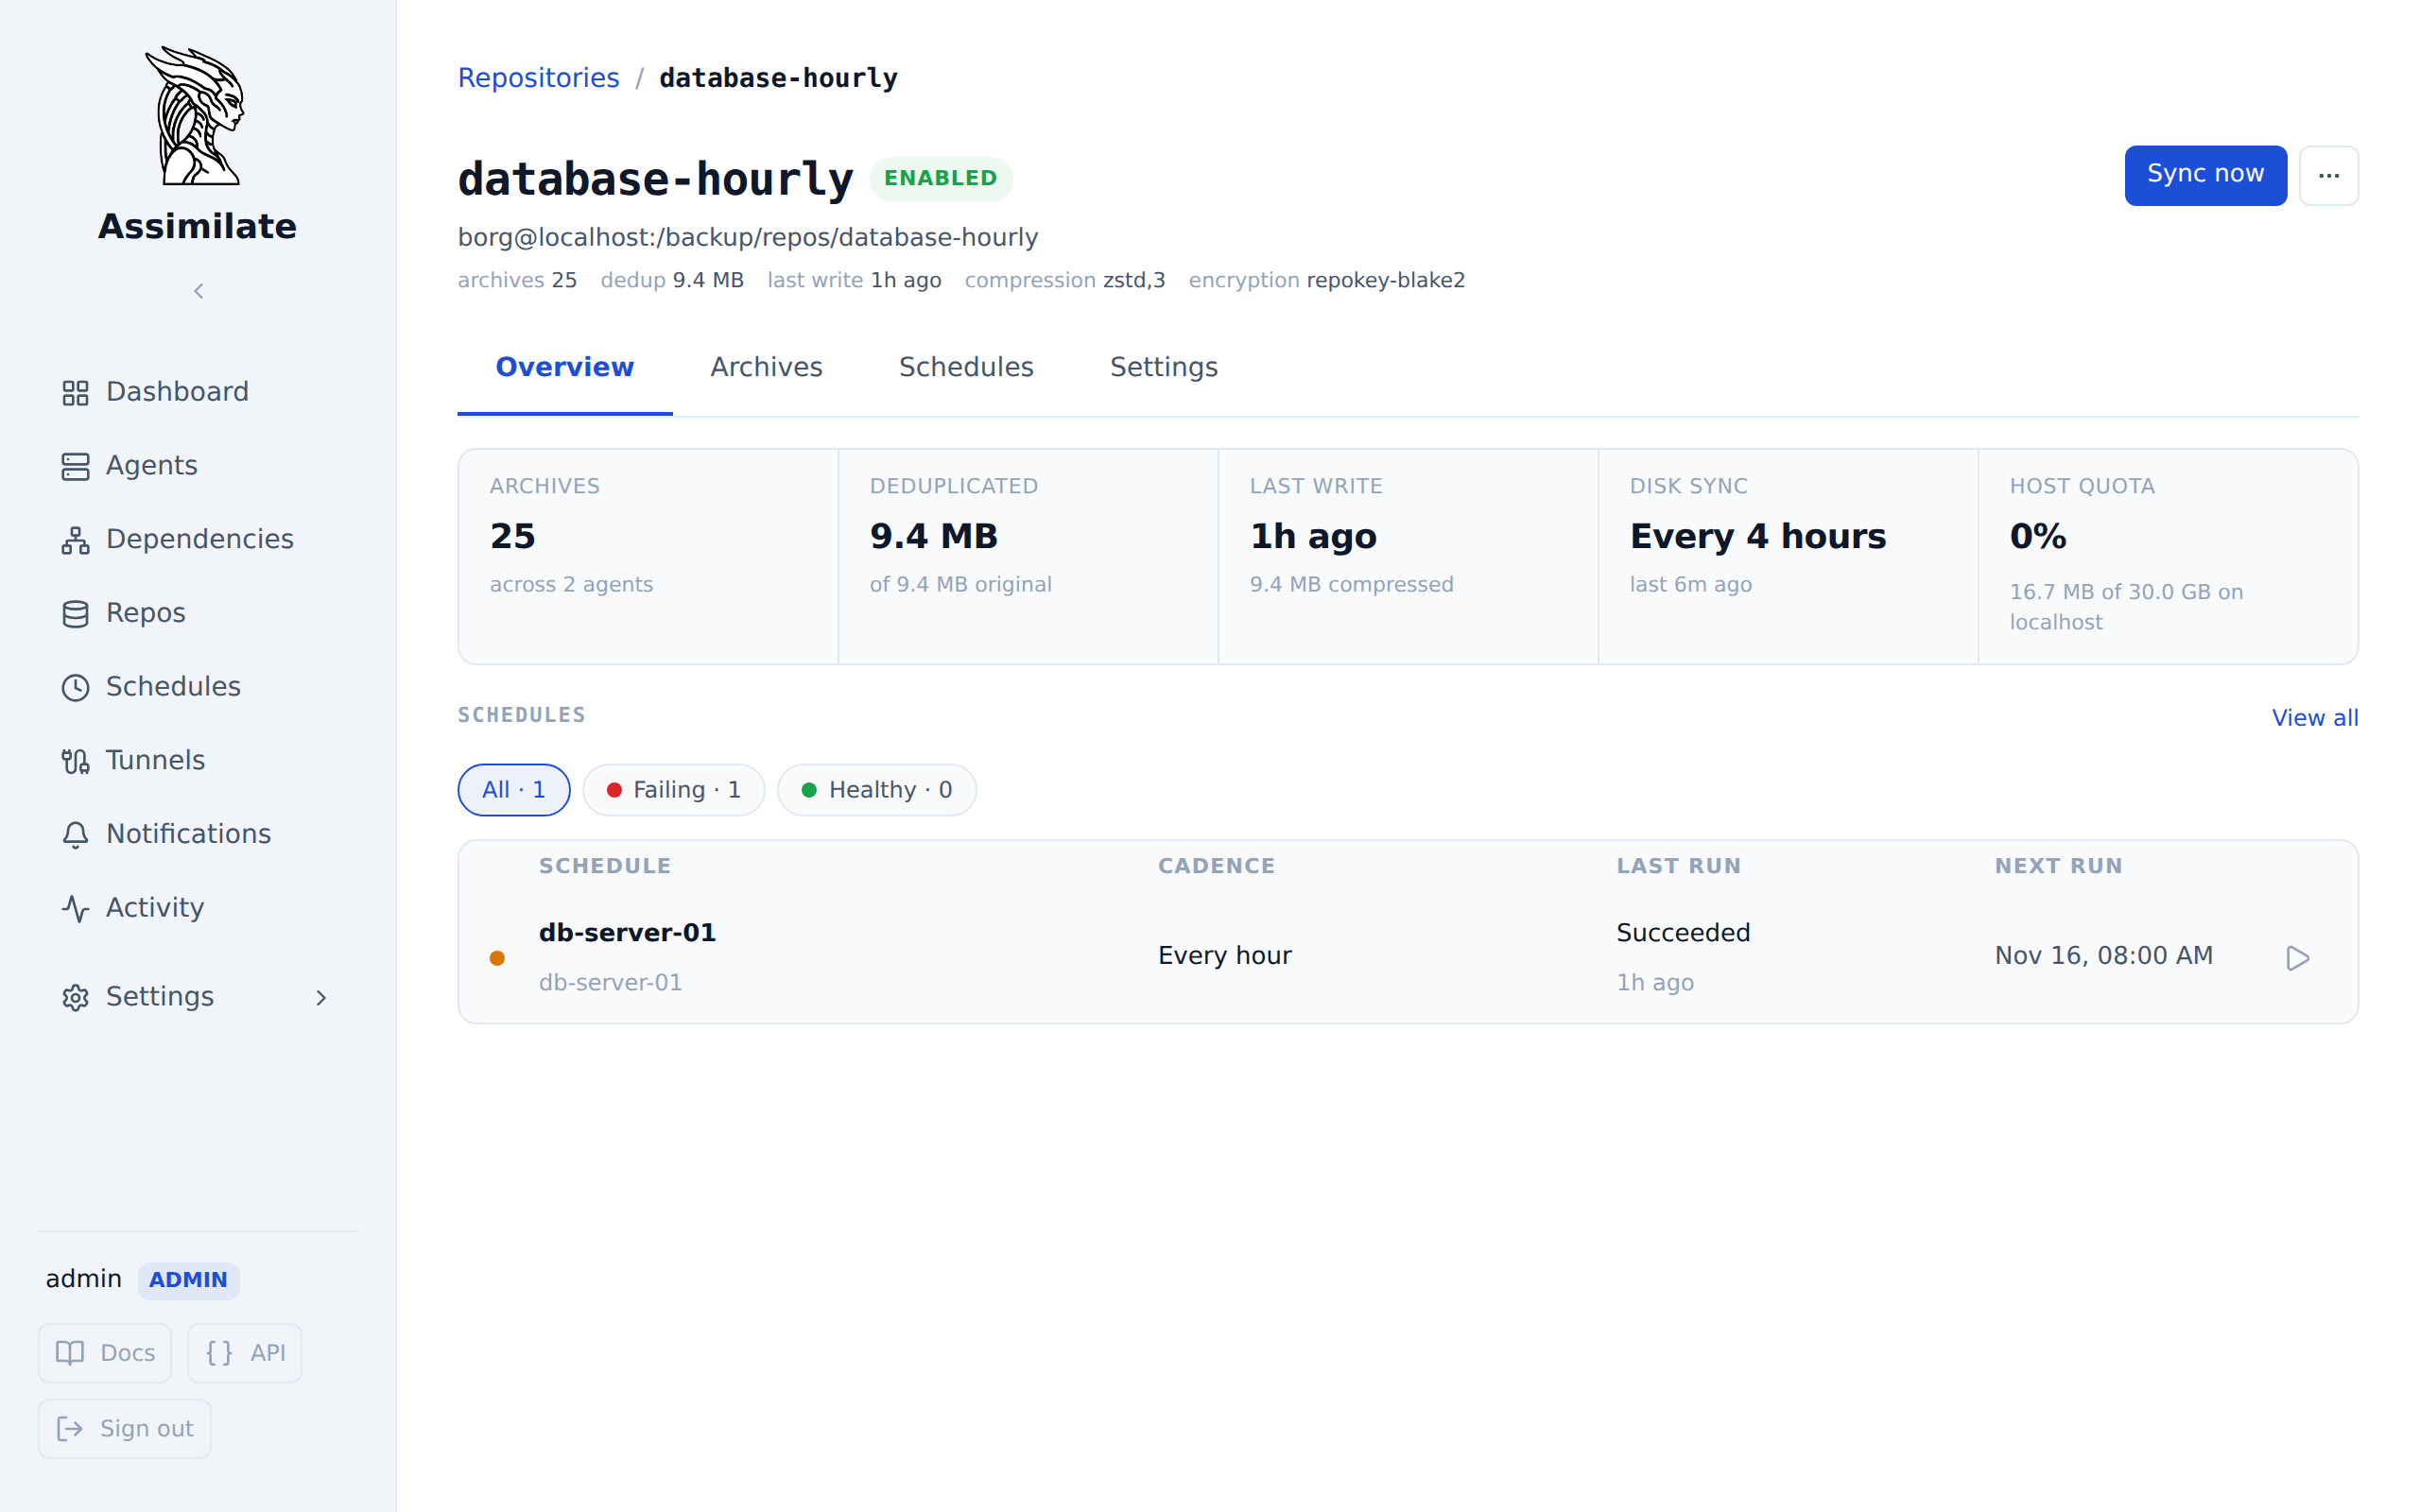 Assimilate
Dashboard
Agents
Dependencies
Repos
Schedules
Tunnels
Notifications
Activity
Settings
admin ADMIN
Docs API
Sign out
Repositories / database-hourly
database-hourly ENABLED
Sync now
borg@localhost:/backup/repos/database-hourly
archives 25 dedup 9.4 MB last write 1h ago compression zstd,3 encryption repokey-blake2
Overview Archives Schedules Settings
ARCHIVES
25
across 2 agents
DEDUPLICATED
9.4 MB
of 9.4 MB original
LAST WRITE
1h ago
9.4 MB compressed
DISK SYNC
Every 4 hours
last 6m ago
HOST QUOTA
0%
16.7 MB of 30.0 GB on
localhost
SCHEDULES View all
All · 1 Failing · 1 Healthy · 0
SCHEDULE CADENCE LAST RUN NEXT RUN
db-server-01
db-server-01
Every hour
Succeeded
1h ago
Nov 16, 08:00 AM